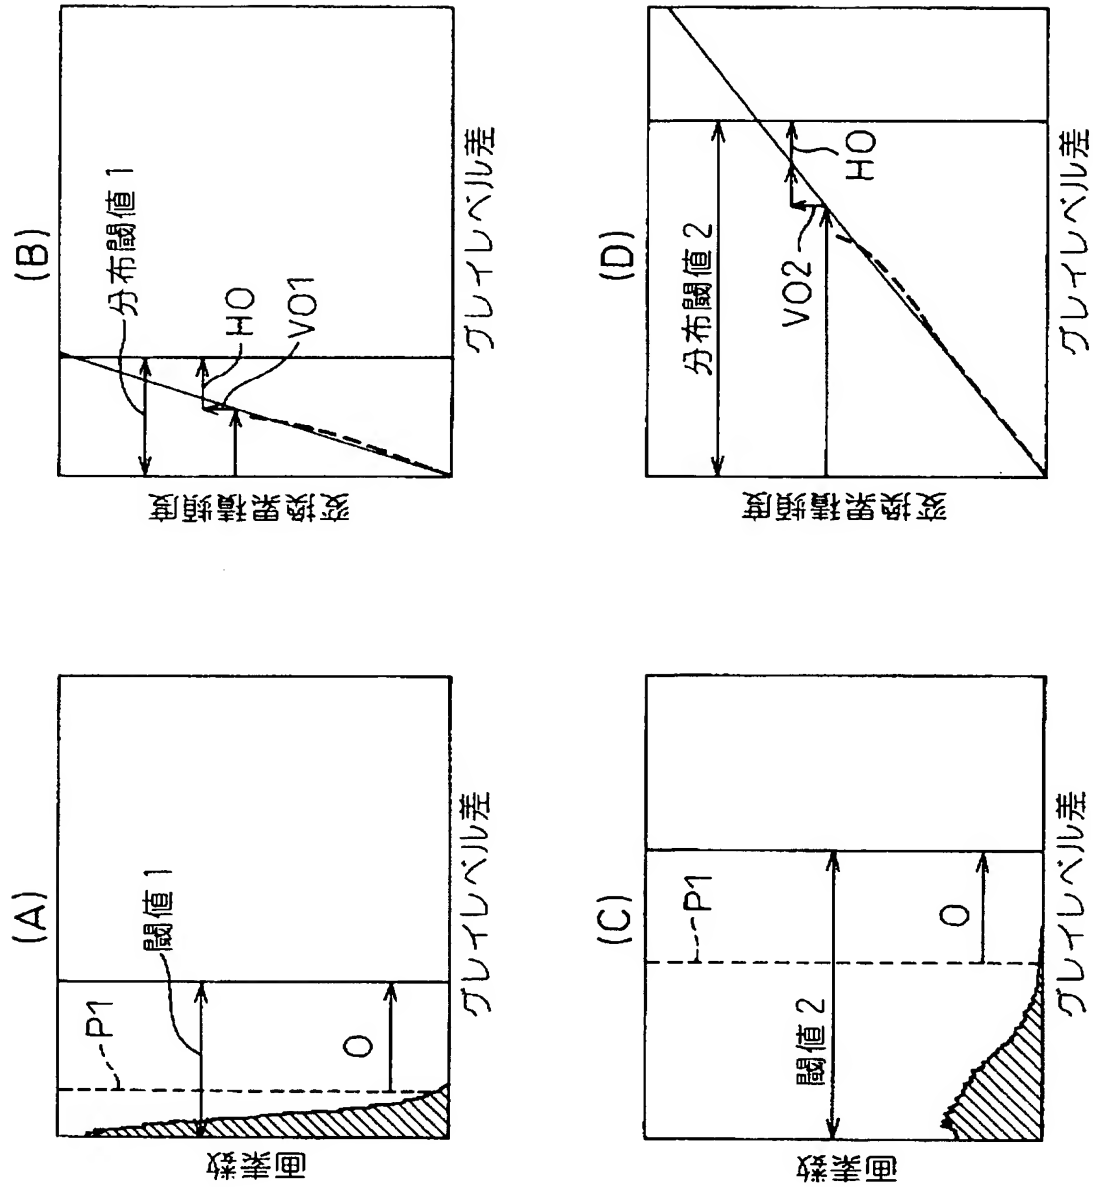 (B)
分布閾値1
HO
VO1
変換累積頻度
グレイレベル差
(D)
分布閾値2
VO2
HO
変換累積頻度
グレイレベル差
(A)
P1
閾値1
O
画素数
グレイレベル差
(C)
P1
閾値2
O
画素数
グレイレベル差